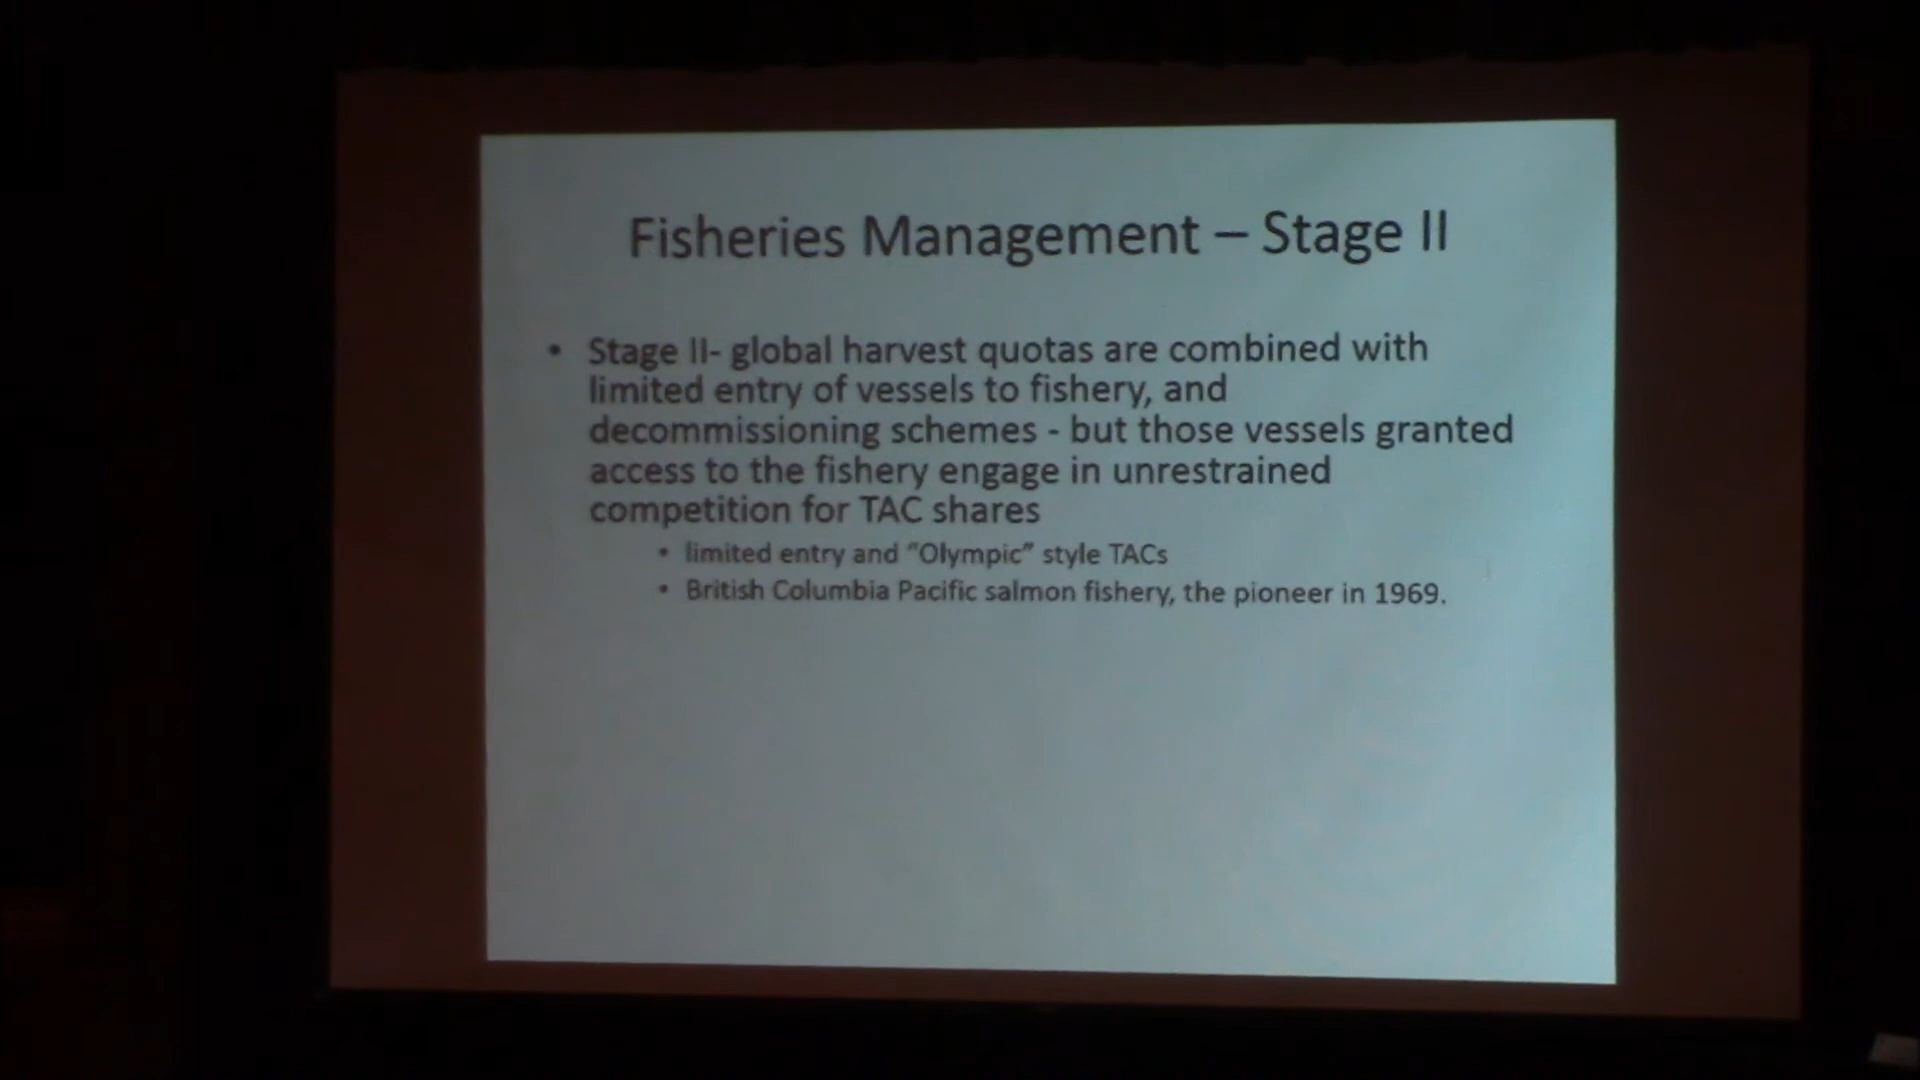 Fisheries Management – Stage II
• Stage II- global harvest quotas are combined with
limited entry of vessels to fishery, and
decommissioning schemes - but those vessels granted
access to the fishery engage in unrestrained
competition for TAC shares
• limited entry and “Olympic” style TACs
• British Columbia Pacific salmon fishery, the pioneer in 1969.